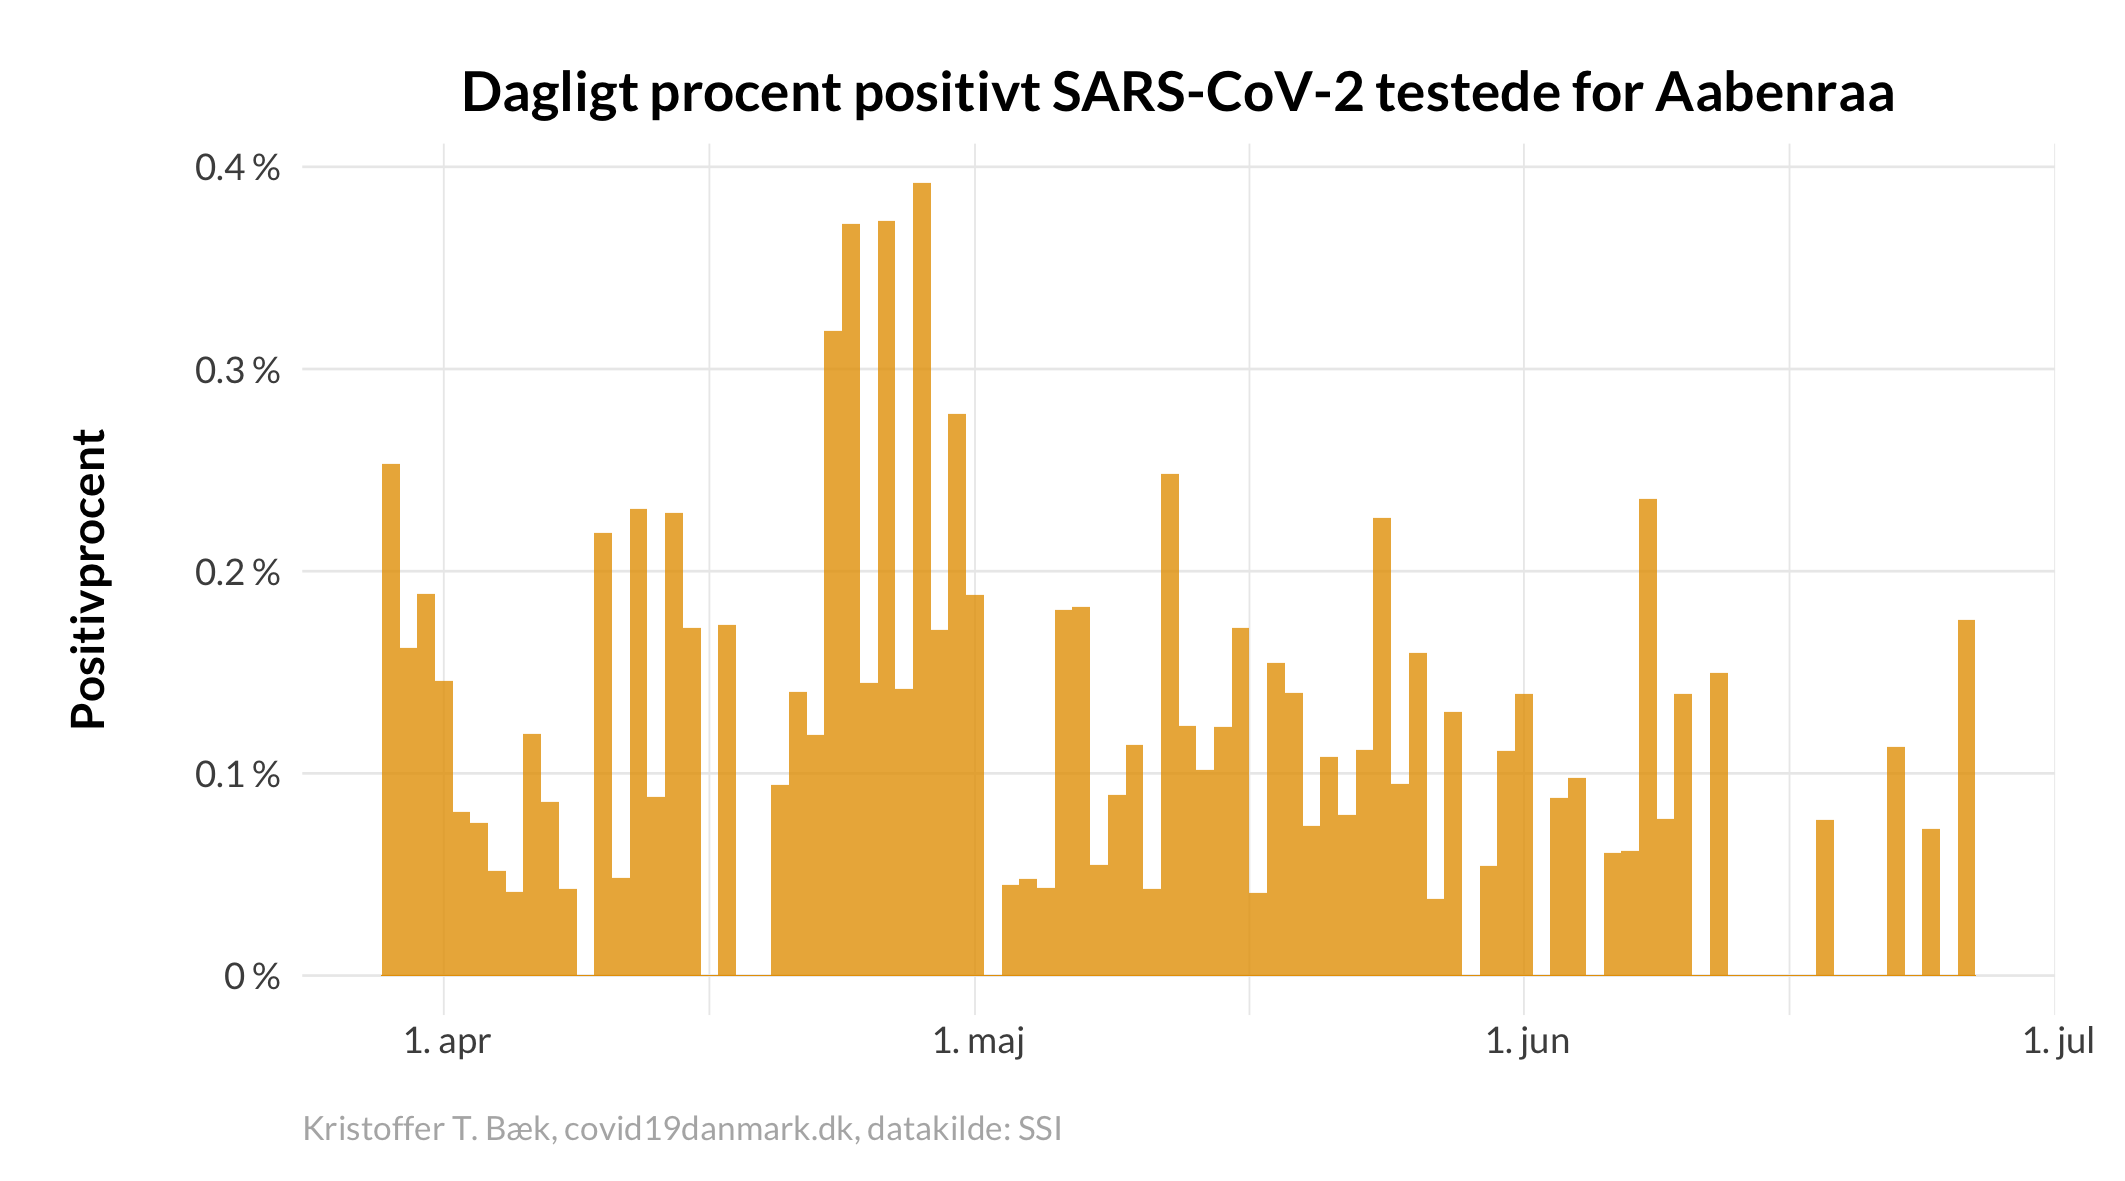 Dagligt procent positivt SARS-CoV-2 testede for Aabenraa
Positivprocent
0.4 %
0.3 %
0.2 %
0.1 %
0 %
1. apr
1. maj
1. jun
1. jul
Kristoffer T. Bæk, covid19danmark.dk, datakilde: SSI